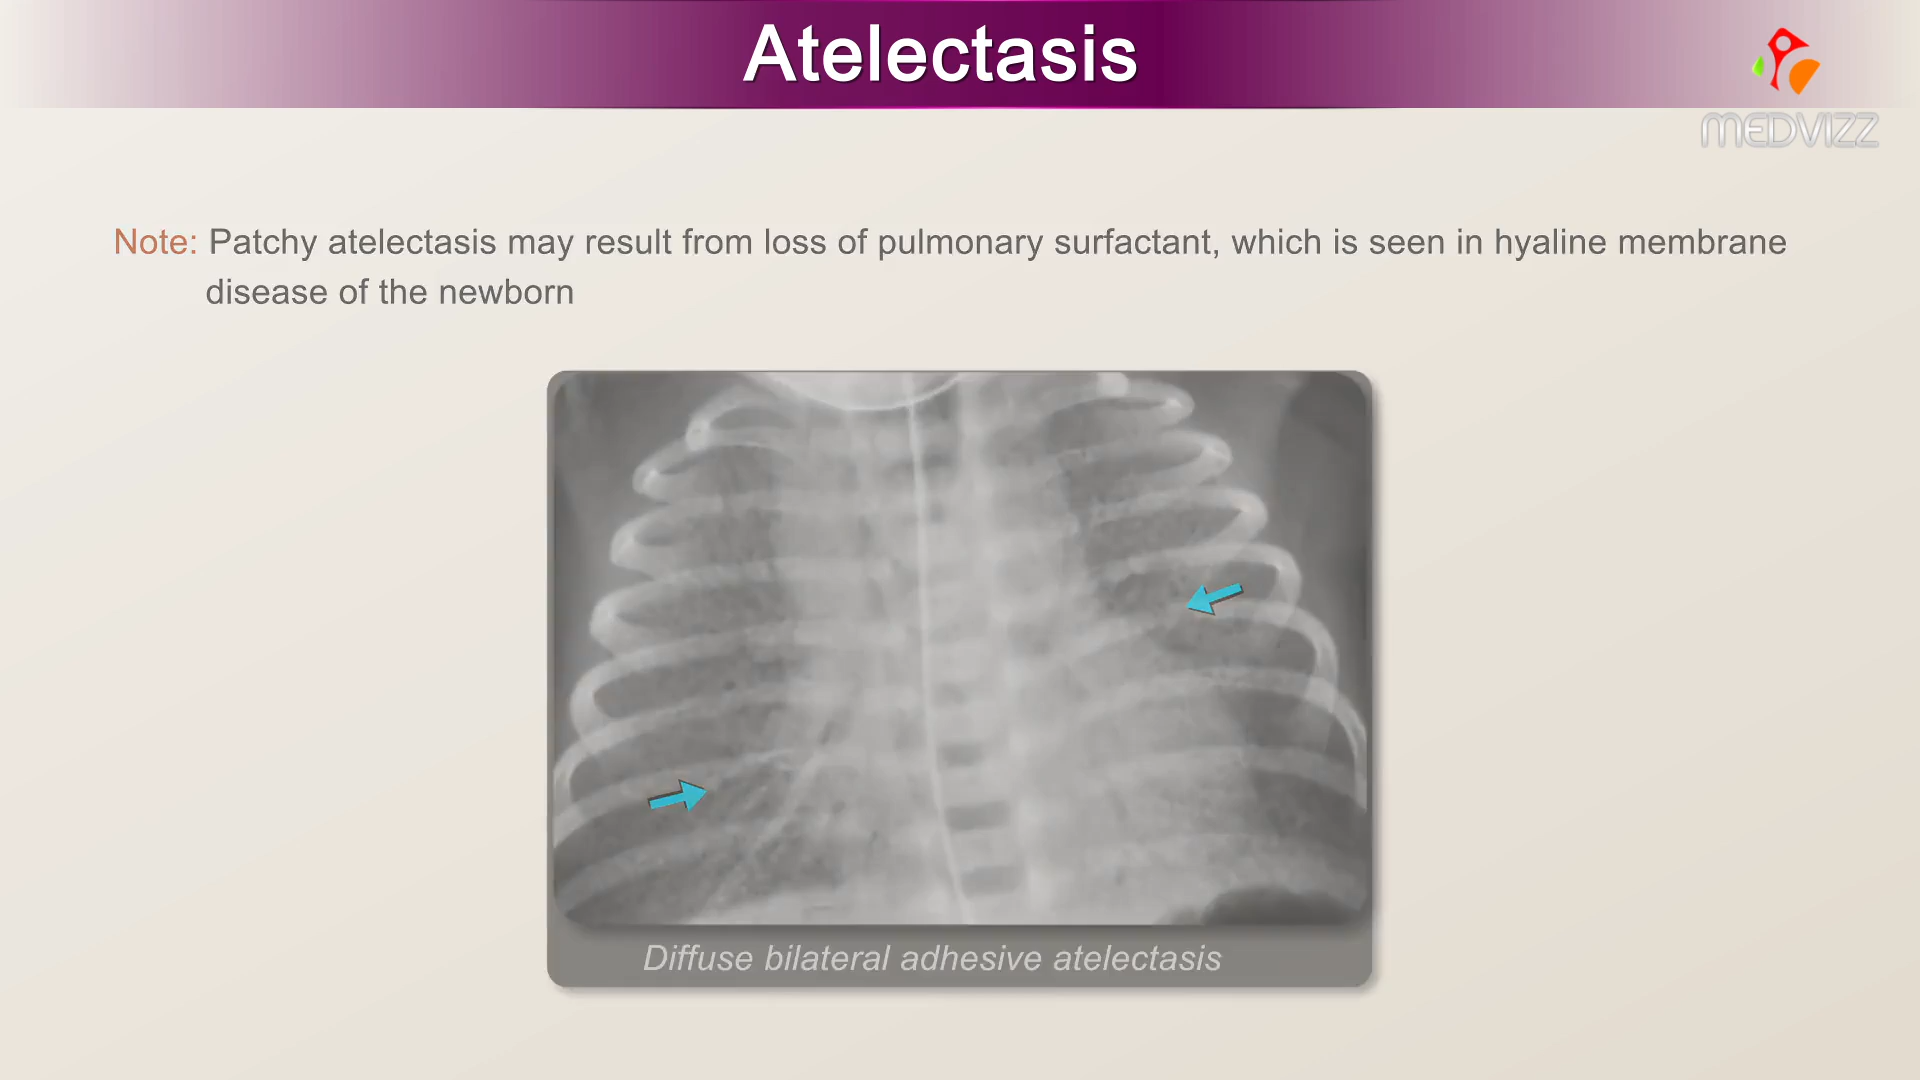 Atelectasis
MEDVIZZ
Note: Patchy atelectasis may result from loss of pulmonary surfactant, which is seen in hyaline membrane
disease of the newborn
Diffuse bilateral adhesive atelectasis